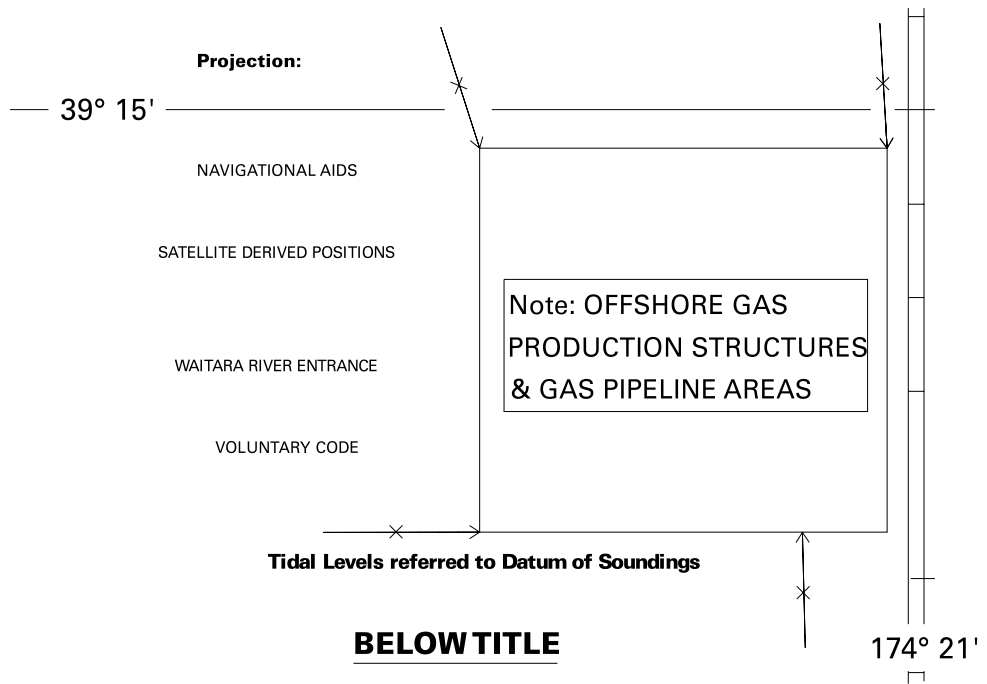 Projection:
39° 15'
NAVIGATIONAL AIDS
SATELLITE DERIVED POSITIONS
Note: OFFSHORE GAS
PRODUCTION STRUCTURES
& GAS PIPELINE AREAS
WAITARA RIVER ENTRANCE
VOLUNTARY CODE
Tidal Levels referred to Datum of Soundings
BELOW TITLE
174° 21'